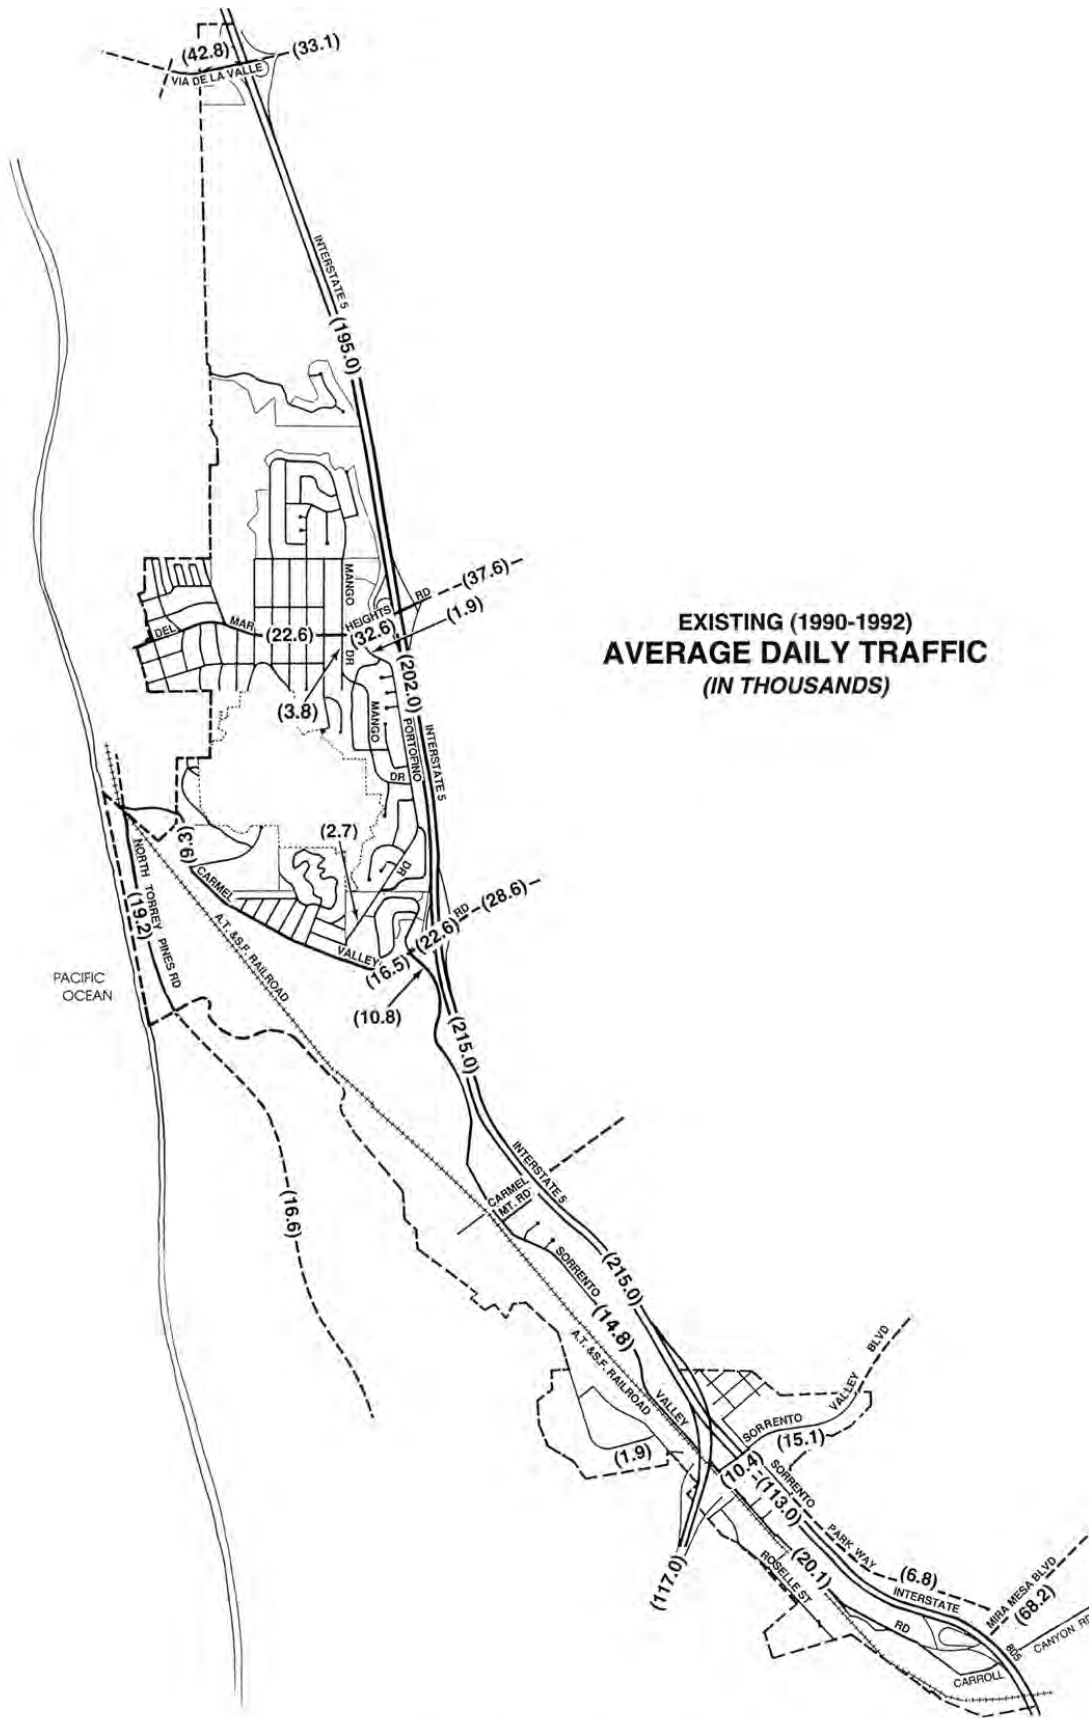 (42.8)
(33.1)
VIA DE LA VALLE
INTERSTATE 5
(195.0)
MANGO
(37.6)
RD
HEIGHTS
(1.9)
DEL
MAR
(22.6)
(32.6)
EXISTING (1990-1992)
AVERAGE DAILY TRAFFIC
(IN THOUSANDS)
DR
(202.0)
(3.8)
MANGO
PORTOFINO
INTERSTATE 5
DR
(2.7)
(9.3)
CARMEL
DR
NORTH TORREY PINES RD
(19.2)
A.T. & S.F. RAILROAD
(28.6)
RD
(22.6)
VALLEY
(16.5)
PACIFIC
OCEAN
(10.8)
(215.0)
INTERSTATE 5
CARMEL
MT. RD
(16.6)
SORRENTO
(215.0)
(14.8)
A.T. & S.F. RAILROAD
VALLEY
SORRENTO
VALLEY
BLVD
(15.1)
(1.9)
(10.4)
SORRENTO
(113.0)
PARK WAY
(117.0)
(20.1)
ROSELLE ST
(6.8)
INTERSTATE
MIRA MESA BLVD
(68.2)
RD
805
CANYON RD
CARROLL